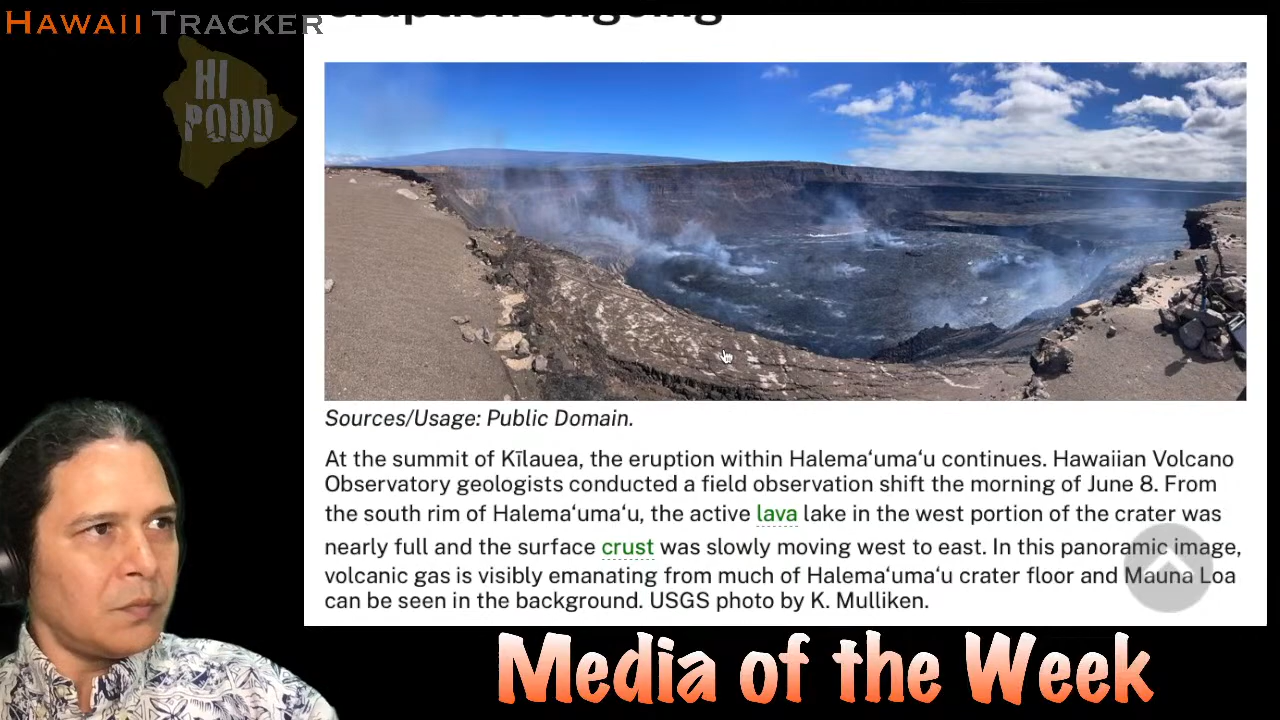 HAWAII TRACKER
HI
PODD
eruption ongoing
Sources/Usage: Public Domain.
At the summit of Kīlauea, the eruption within Halemaʻumaʻu continues. Hawaiian Volcano
Observatory geologists conducted a field observation shift the morning of June 8. From
the south rim of Halemaʻumaʻu, the active lava lake in the west portion of the crater was
nearly full and the surface crust was slowly moving west to east. In this panoramic image,
volcanic gas is visibly emanating from much of Halemaʻumaʻu crater floor and Mauna Loa
can be seen in the background. USGS photo by K. Mulliken.
Media of the Week